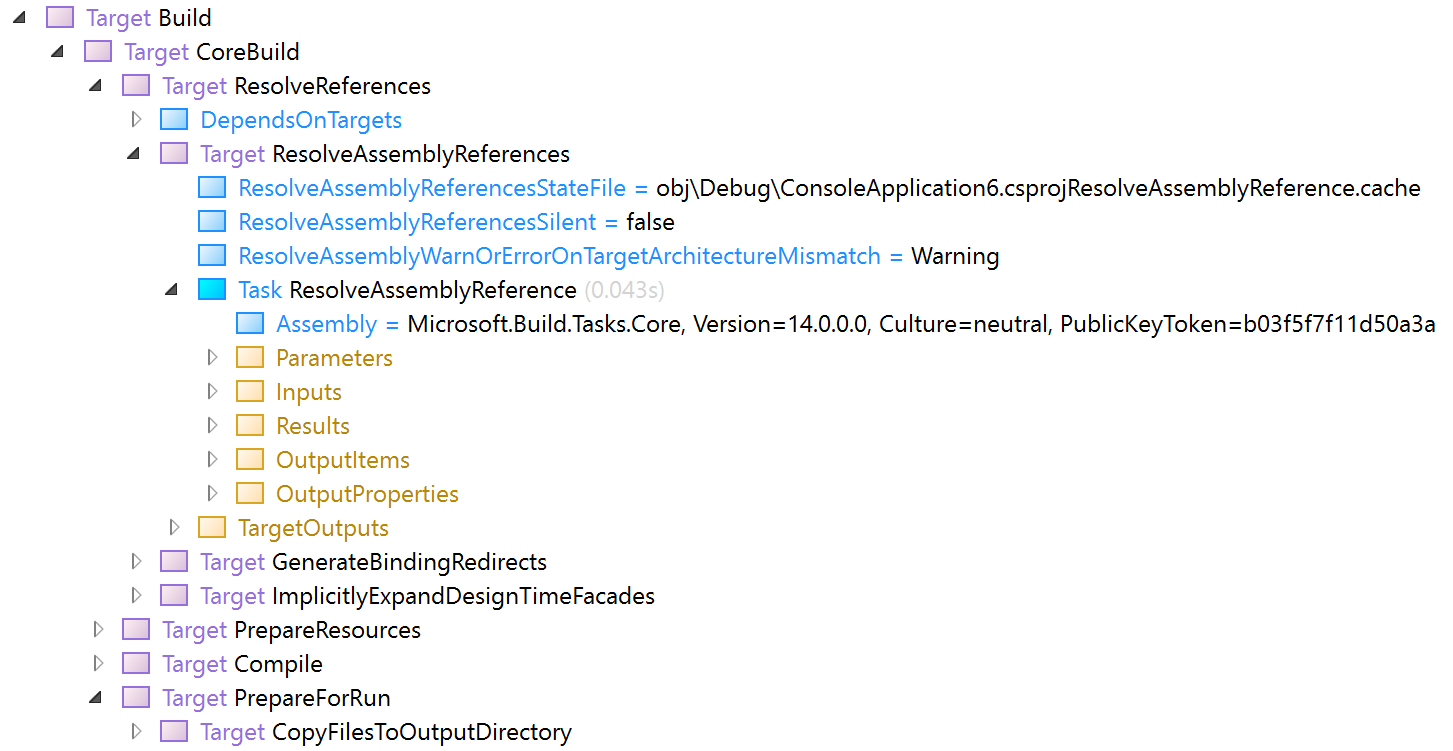 Target Build
Target CoreBuild
Target ResolveReferences
DependsOnTargets
Target ResolveAssemblyReferences
ResolveAssemblyReferencesStateFile = obj\Debug\ConsoleApplication6.csprojResolveAssemblyReference.cache
ResolveAssemblyReferencesSilent = false
ResolveAssemblyWarnOrErrorOnTargetArchitectureMismatch = Warning
Task ResolveAssemblyReference (0.043s)
Assembly = Microsoft.Build.Tasks.Core, Version=14.0.0.0, Culture=neutral, PublicKeyToken=b03f5f7f11d50a3a
Parameters
Inputs
Results
OutputItems
OutputProperties
TargetOutputs
Target GenerateBindingRedirects
Target ImplicitlyExpandDesignTimeFacades
Target PrepareResources
Target Compile
Target PrepareForRun
Target CopyFilesToOutputDirectory